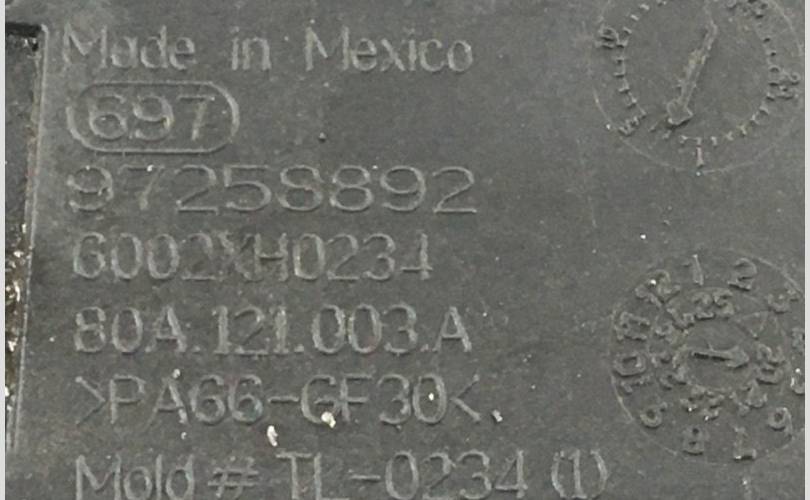 Made in Mexico
697
97258892
6002XH0234
80A.121.003.A
>PA66-GF30<
Mold # TL-0234 (1)